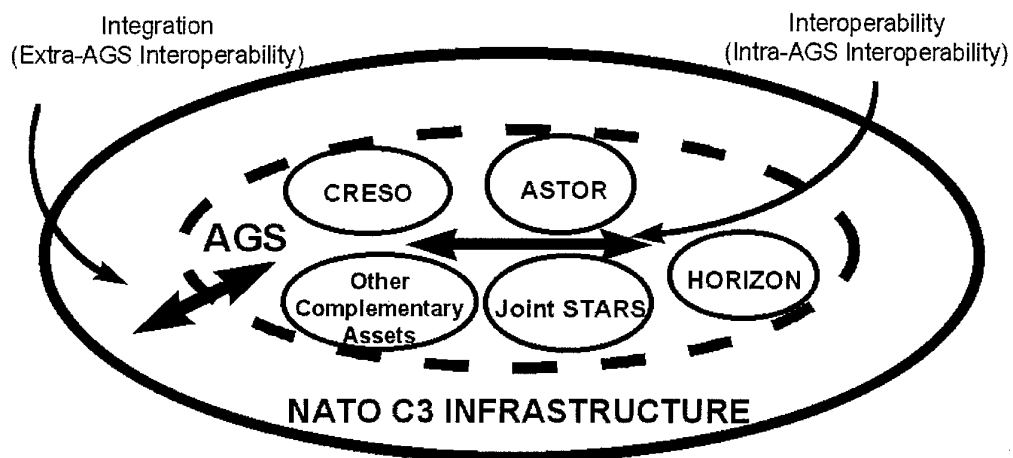 Integration
(Extra-AGS Interoperability)
Interoperability
(Intra-AGS Interoperability)
CRESO
ASTOR
AGS
HORIZON
Other
Complementary
Assets
Joint STARS
NATO C3 INFRASTRUCTURE